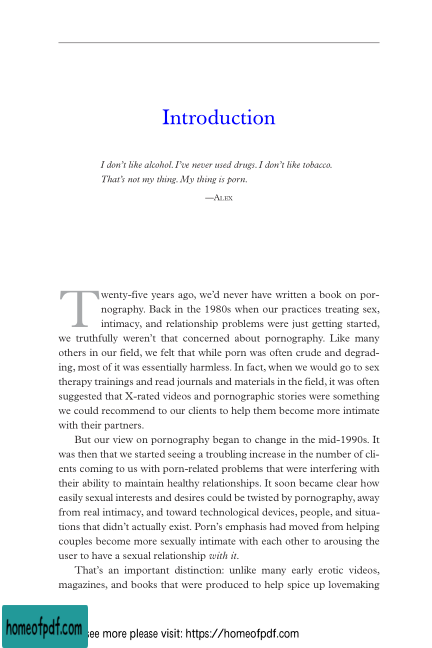 Introduction
I don't like alcohol. I've never used drugs. I don't like tobacco.
That's not my thing. My thing is porn.
—ALEX
Twenty-five years ago, we'd never have written a book on por-
nography. Back in the 1980s when our practices treating sex,
intimacy, and relationship problems were just getting started,
we truthfully weren't that concerned about pornography. Like many
others in our field, we felt that while porn was often crude and degrad-
ing, most of it was essentially harmless. In fact, when we would go to sex
therapy trainings and read journals and materials in the field, it was often
suggested that X-rated videos and pornographic stories were something
we could recommend to our clients to help them become more intimate
with their partners.
But our view on pornography began to change in the mid-1990s. It
was then that we started seeing a troubling increase in the number of cli-
ents coming to us with porn-related problems that were interfering with
their ability to maintain healthy relationships. It soon became clear how
easily sexual interests and desires could be twisted by pornography, away
from real intimacy, and toward technological devices, people, and situa-
tions that didn't actually exist. Porn's emphasis had moved from helping
couples become more sexually intimate with each other to arousing the
user to have a sexual relationship with it.
That's an important distinction: unlike many early erotic videos,
magazines, and books that were produced to help spice up lovemaking
homeofpdf.com
see more please visit: https://homeofpdf.com